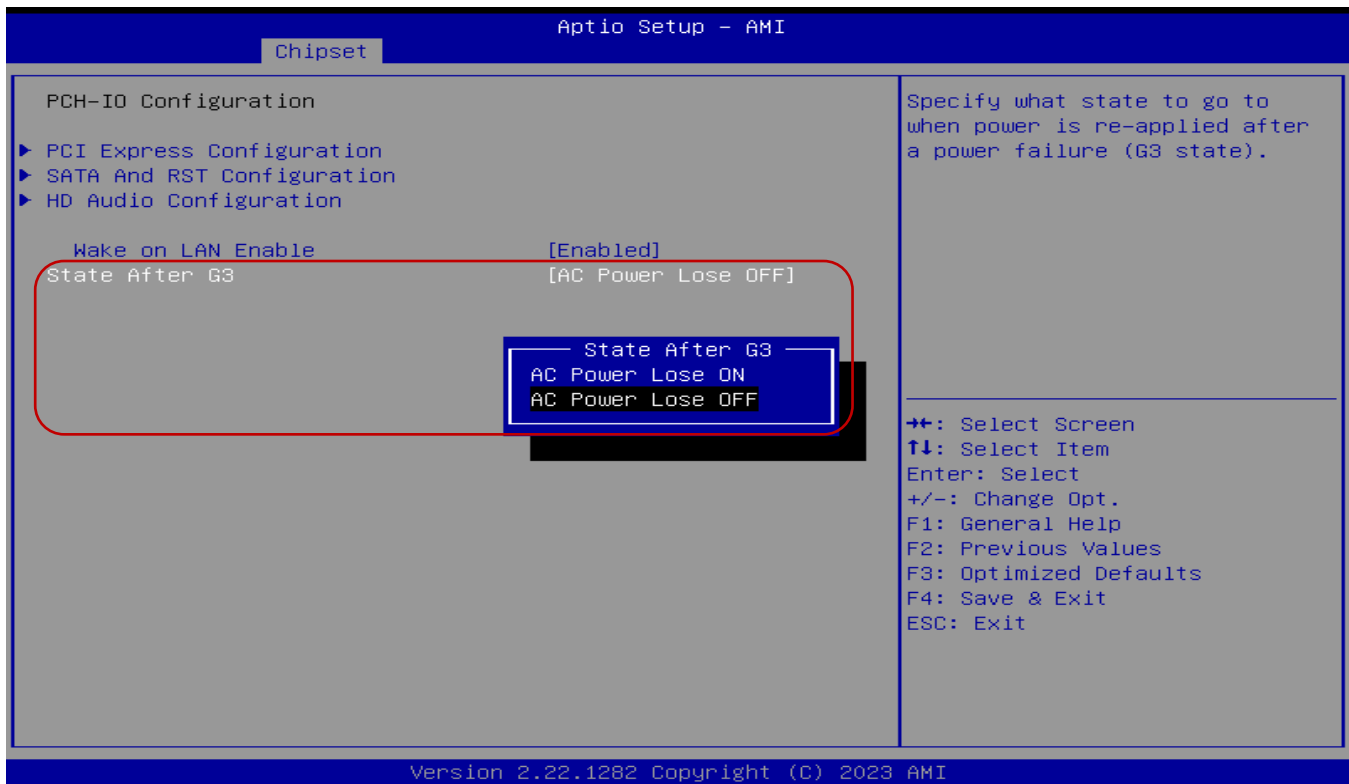 Aptio Setup - AMI
Chipset
PCH-IO Configuration
▶ PCI Express Configuration
▶ SATA And RST Configuration
▶ HD Audio Configuration
Wake on LAN Enable [Enabled]
State After G3 [AC Power Lose OFF]
State After G3
AC Power Lose ON
AC Power Lose OFF
Specify what state to go to
when power is re-applied after
a power failure (G3 state).
→←: Select Screen
↑↓: Select Item
Enter: Select
+/-: Change Opt.
F1: General Help
F2: Previous Values
F3: Optimized Defaults
F4: Save & Exit
ESC: Exit
Version 2.22.1282 Copyright (C) 2023 AMI